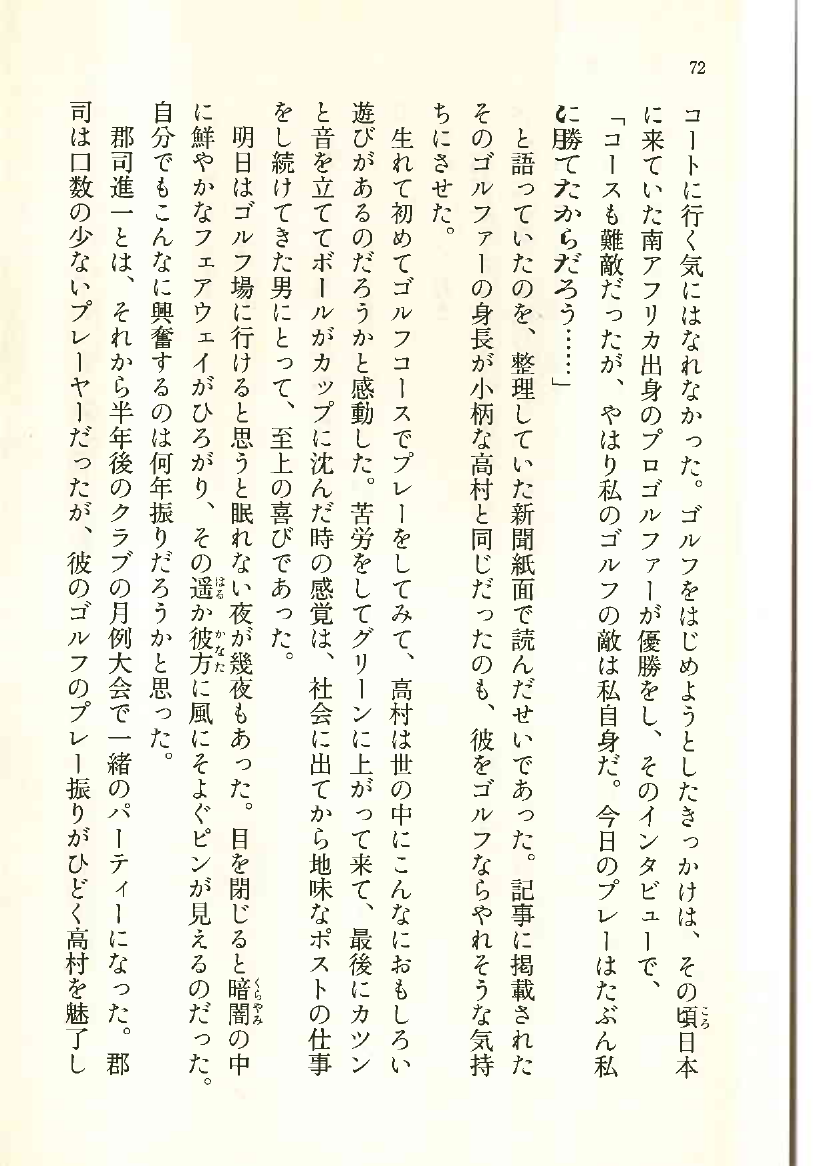 72
コートに行く気にはなれなかった。ゴルフをはじめようとしたきっかけは、その頃日本
に来ていた南アフリカ出身のプロゴルファーが優勝をし、そのインタビューで、
「コースも難敵だったが、やはり私のゴルフの敵は私自身だ。今日のプレーはたぶん私
に勝てたからだろう……」
と語っていたのを、整理していた新聞紙面で読んだせいであった。記事に掲載された
そのゴルファーの身長が小柄な高村と同じだったのも、彼をゴルフならやれそうな気持
ちにさせた。
生れて初めてゴルフコースでプレーをしてみて、高村は世の中にこんなにおもしろい
遊びがあるのだろうかと感動した。苦労をしてグリーンに上がって来て、最後にカツン
と音を立ててボールがカップに沈んだ時の感覚は、社会に出てから地味なポストの仕事
をし続けてきた男にとって、至上の喜びであった。
明日はゴルフ場に行けると思うと眠れない夜が幾夜もあった。目を閉じると暗闇の中
に鮮やかなフェアウェイがひろがり、その遥か彼方に風にそよぐピンが見えるのだった。
自分でもこんなに興奮するのは何年振りだろうかと思った。
郡司進一とは、それから半年後のクラブの月例大会で一緒のパーティーになった。郡
司は口数の少ないプレーヤーだったが、彼のゴルフのプレー振りがひどく高村を魅了し